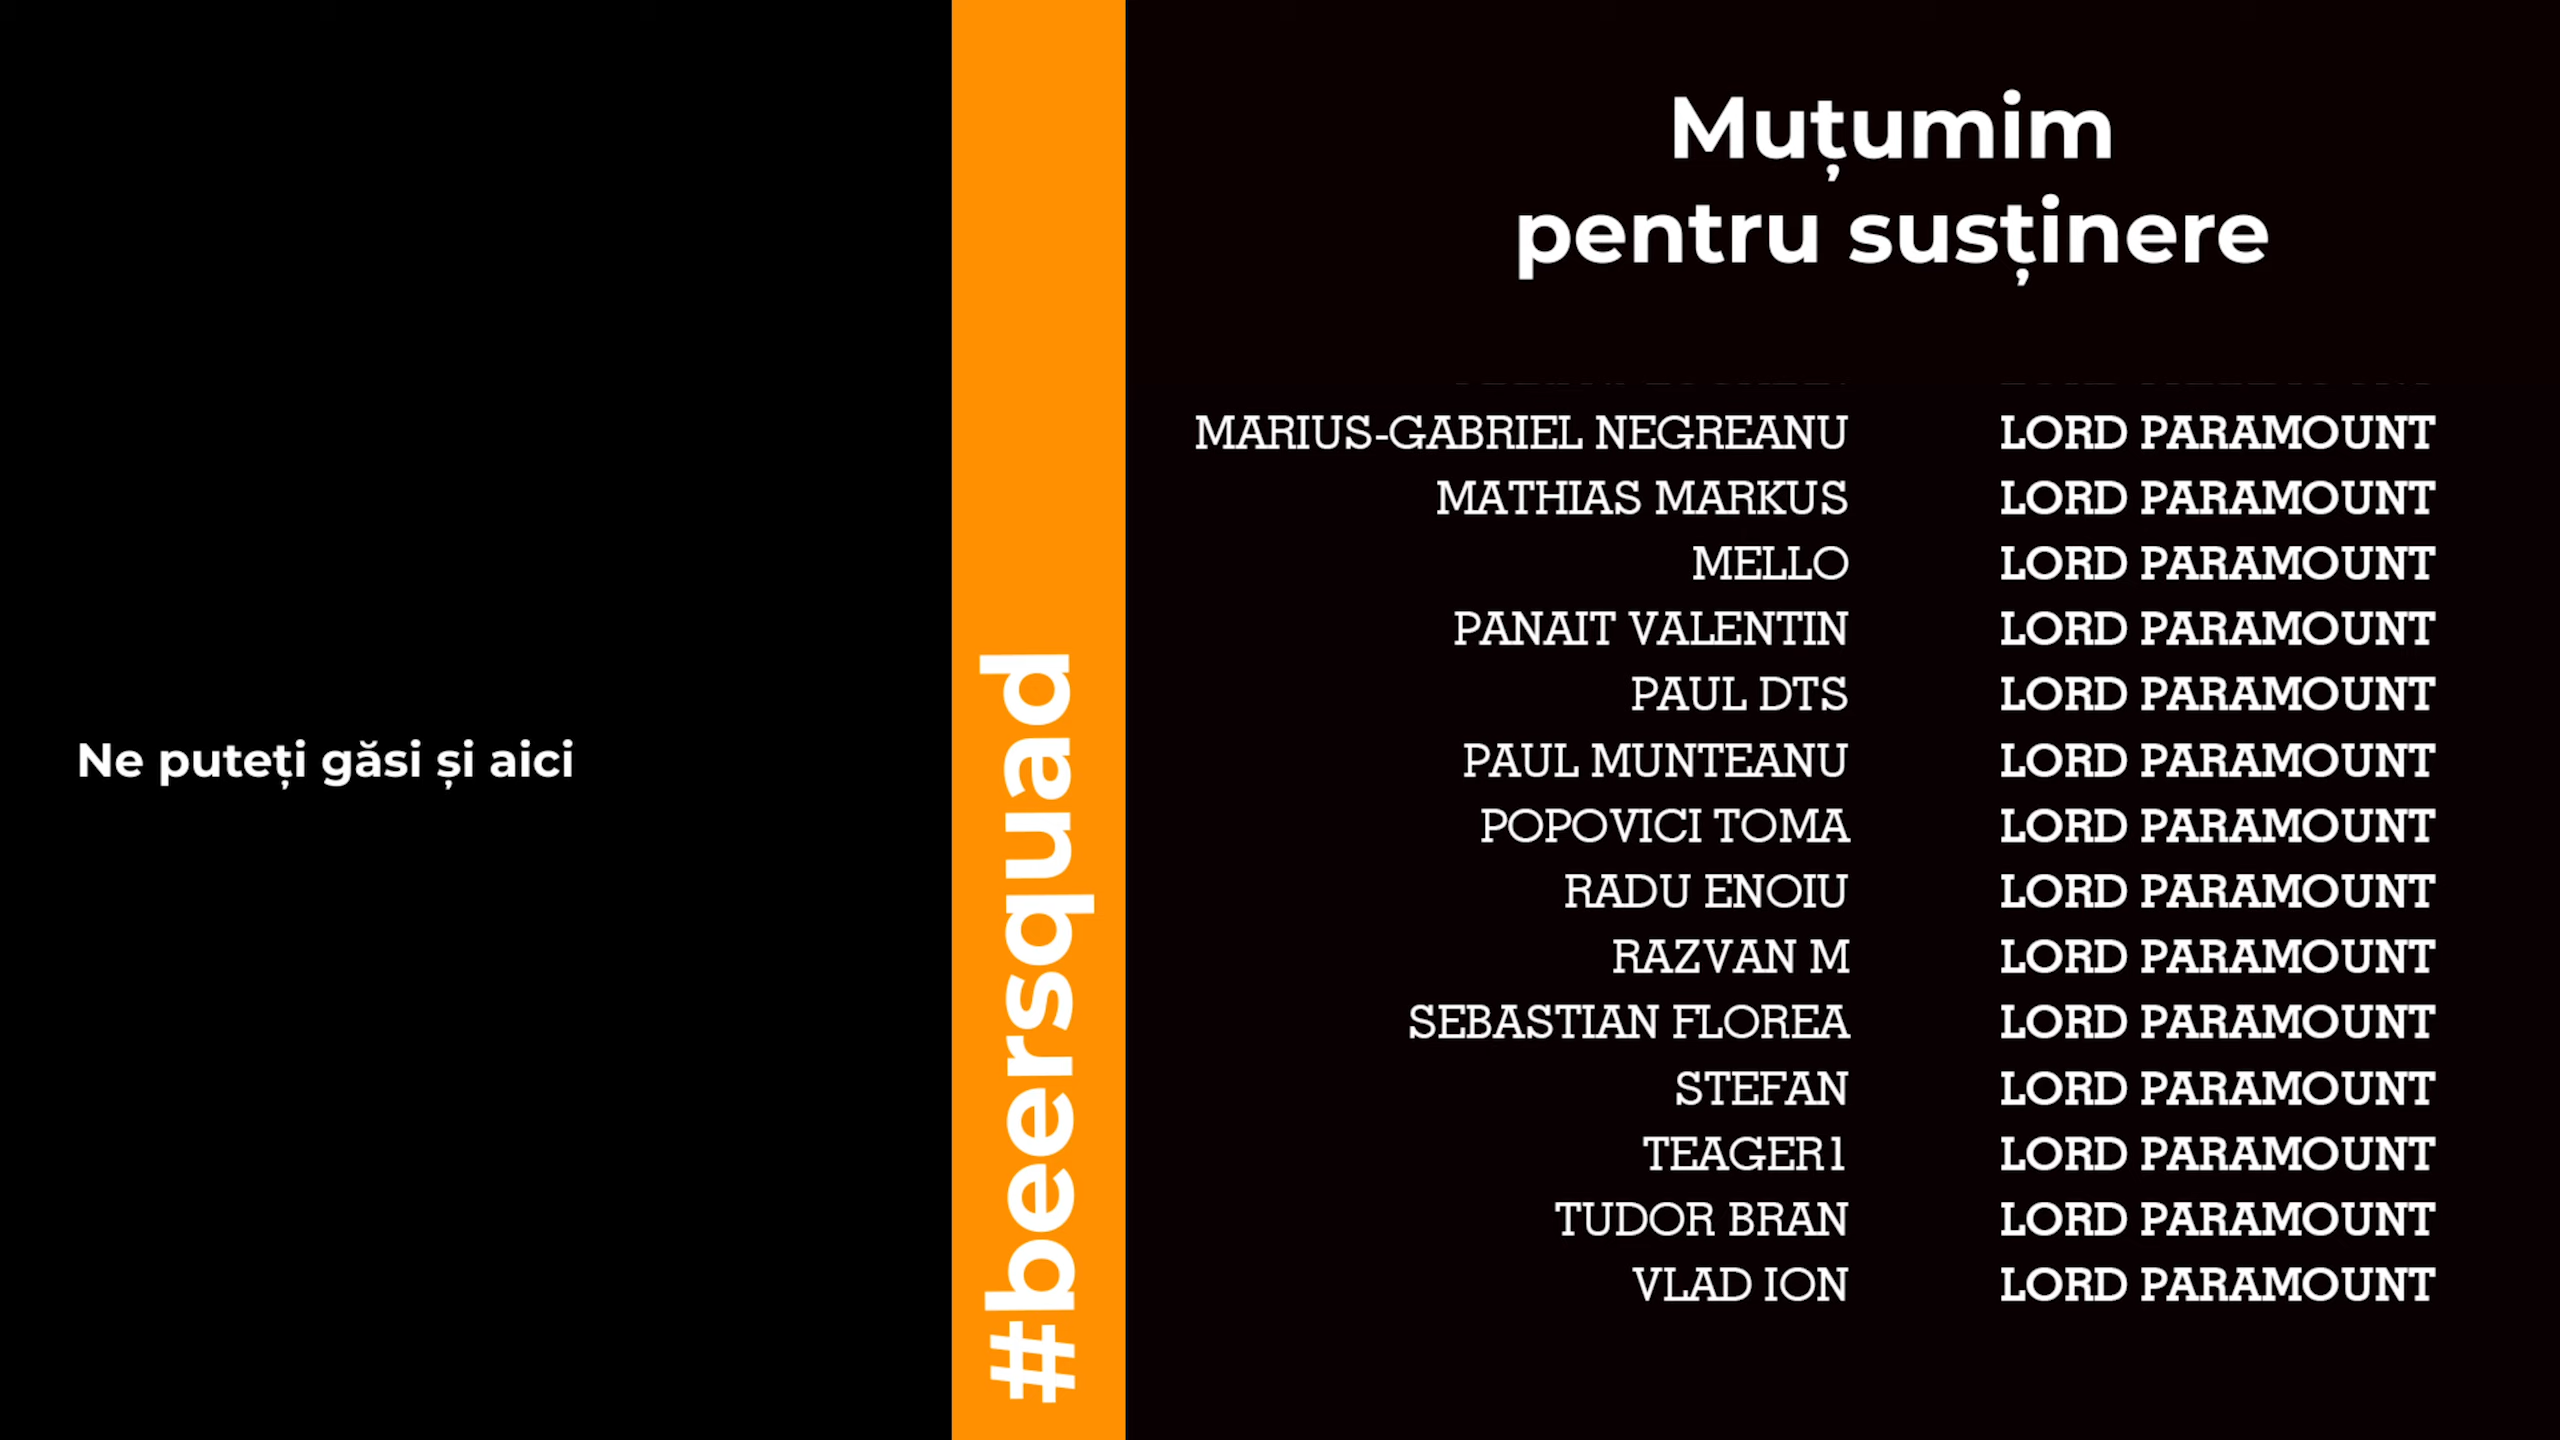 Ne puteți găsi și aici
#beersquad
Muțumim
pentru susținere
MARIUS-GABRIEL NEGREANU LORD PARAMOUNT
MATHIAS MARKUS LORD PARAMOUNT
MELLO LORD PARAMOUNT
PANAIT VALENTIN LORD PARAMOUNT
PAUL DTS LORD PARAMOUNT
PAUL MUNTEANU LORD PARAMOUNT
POPOVICI TOMA LORD PARAMOUNT
RADU ENOIU LORD PARAMOUNT
RAZVAN M LORD PARAMOUNT
SEBASTIAN FLOREA LORD PARAMOUNT
STEFAN LORD PARAMOUNT
TEAGER1 LORD PARAMOUNT
TUDOR BRAN LORD PARAMOUNT
VLAD ION LORD PARAMOUNT